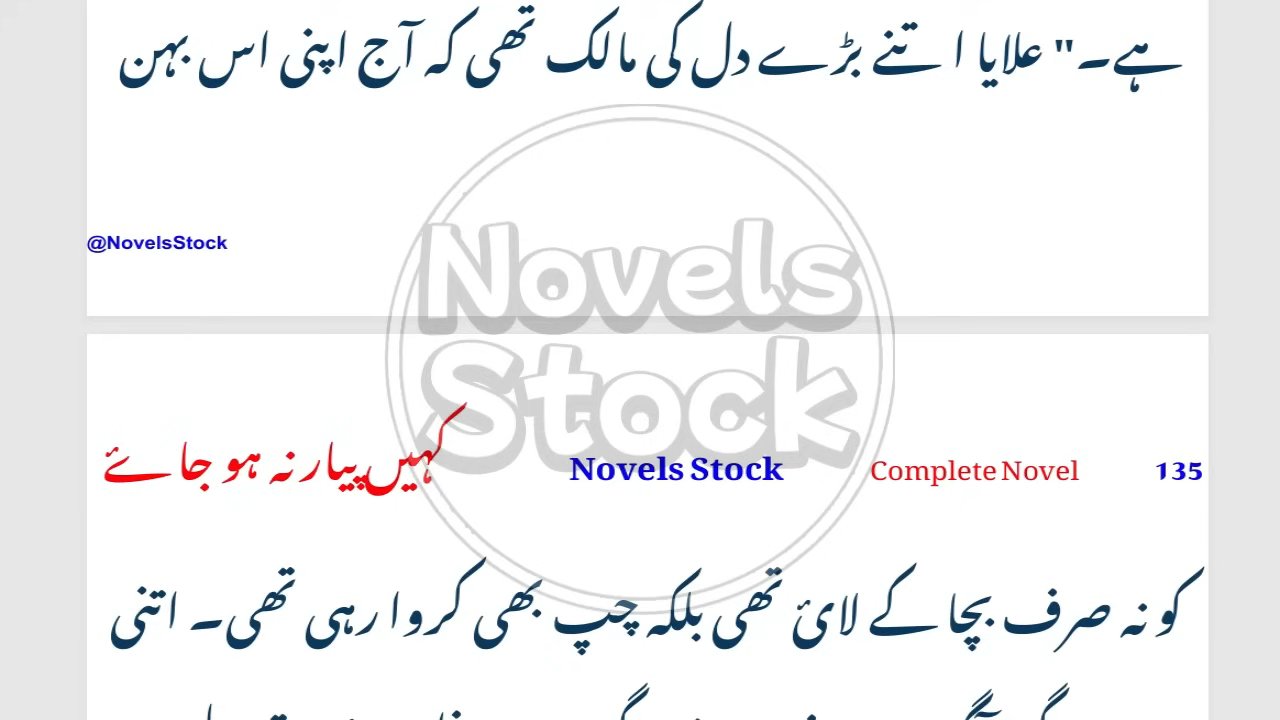 ہے۔" علایا اتنے بڑے دل کی مالک تھی کہ آج اپنی اس بہن
@NovelsStock
Novels
Stock
کہیں پیار نہ ہو جائے Novels Stock Complete Novel 135
کو نہ صرف بچا کے لائ تھی بلکہ چپ بھی کروا رہی تھی۔ اتنی